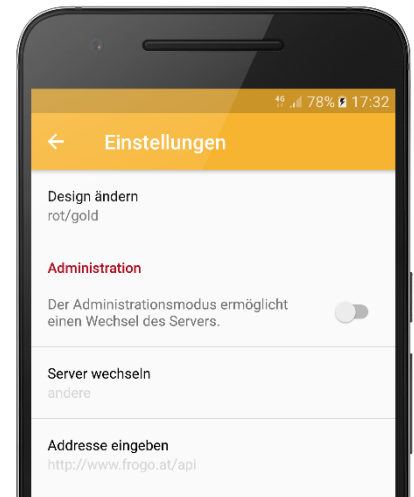 4G 78% 17:32
Einstellungen
Design ändern
rot/gold
Administration
Der Administrationsmodus ermöglicht
einen Wechsel des Servers.
Server wechseln
andere
Addresse eingeben
http://www.frogo.at/api